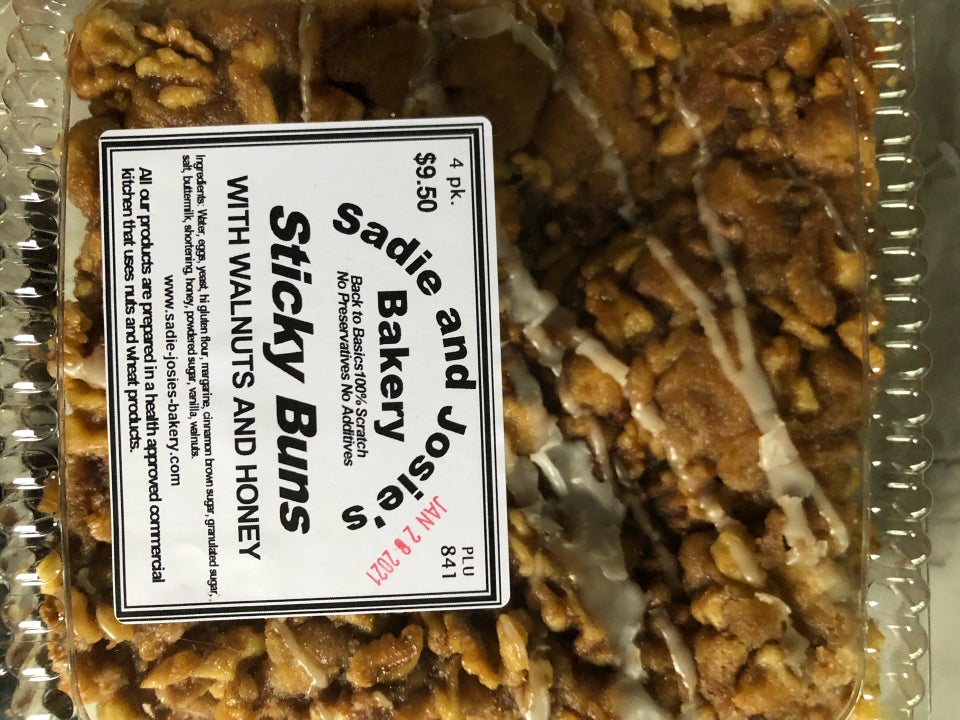 4 pk.
$9.50
PLU
841
Sadie and Josie's
Bakery
JAN 28 2021
Back to Basics100% Scratch
No Preservatives No Additives
Sticky Buns
WITH WALNUTS AND HONEY
Ingredients: Water, eggs, yeast, hi gluten flour, margarine, cinnamon brown sugar, granulated sugar,
salt, buttermilk, shortening, honey, powdered sugar, vanilla, walnuts.
www.sadie-josies-bakery.com
All our products are prepared in a health approved commercial
kitchen that uses nuts and wheat products.